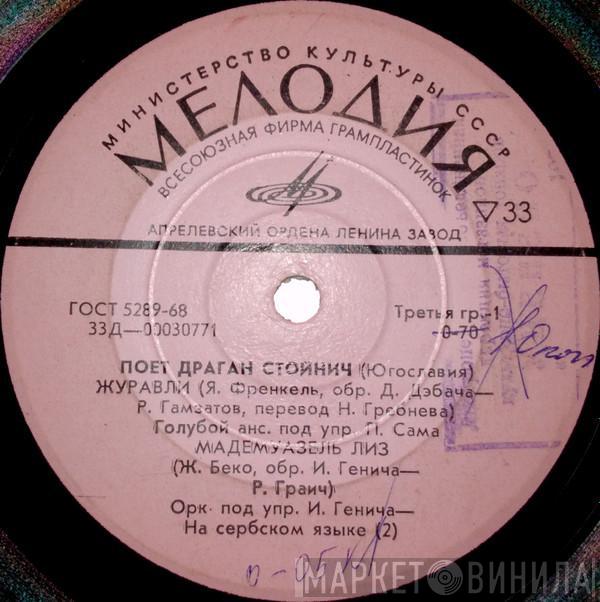 МИНИСТЕРСТВО КУЛЬТУРЫ СССР
МЕЛОДИЯ
ВСЕСОЮЗНАЯ ФИРМА ГРАМПЛАСТИНОК
33
АПРЕЛЕВСКИЙ ОРДЕНА ЛЕНИНА ЗАВОД
ГОСТ 5289-68
Третья гр.-1
33Д—00030771
0-70
ПОЕТ ДРАГАН СТОЙНИЧ (Югославия)
ЖУРАВЛИ (Я. Френкель, обр. Д. Дэбача—
Р. Гамзатов, перевод Н. Гребнева)
Голубой анс. под упр. П. Сама
МАДЕМУАЗЕЛЬ ЛИЗ
(Ж. Беко, обр. И. Генича—
Р. Граич)
Орк. под упр. И. Генича—
На сербском языке (2)
МАРКЕТ ВИНИЛА